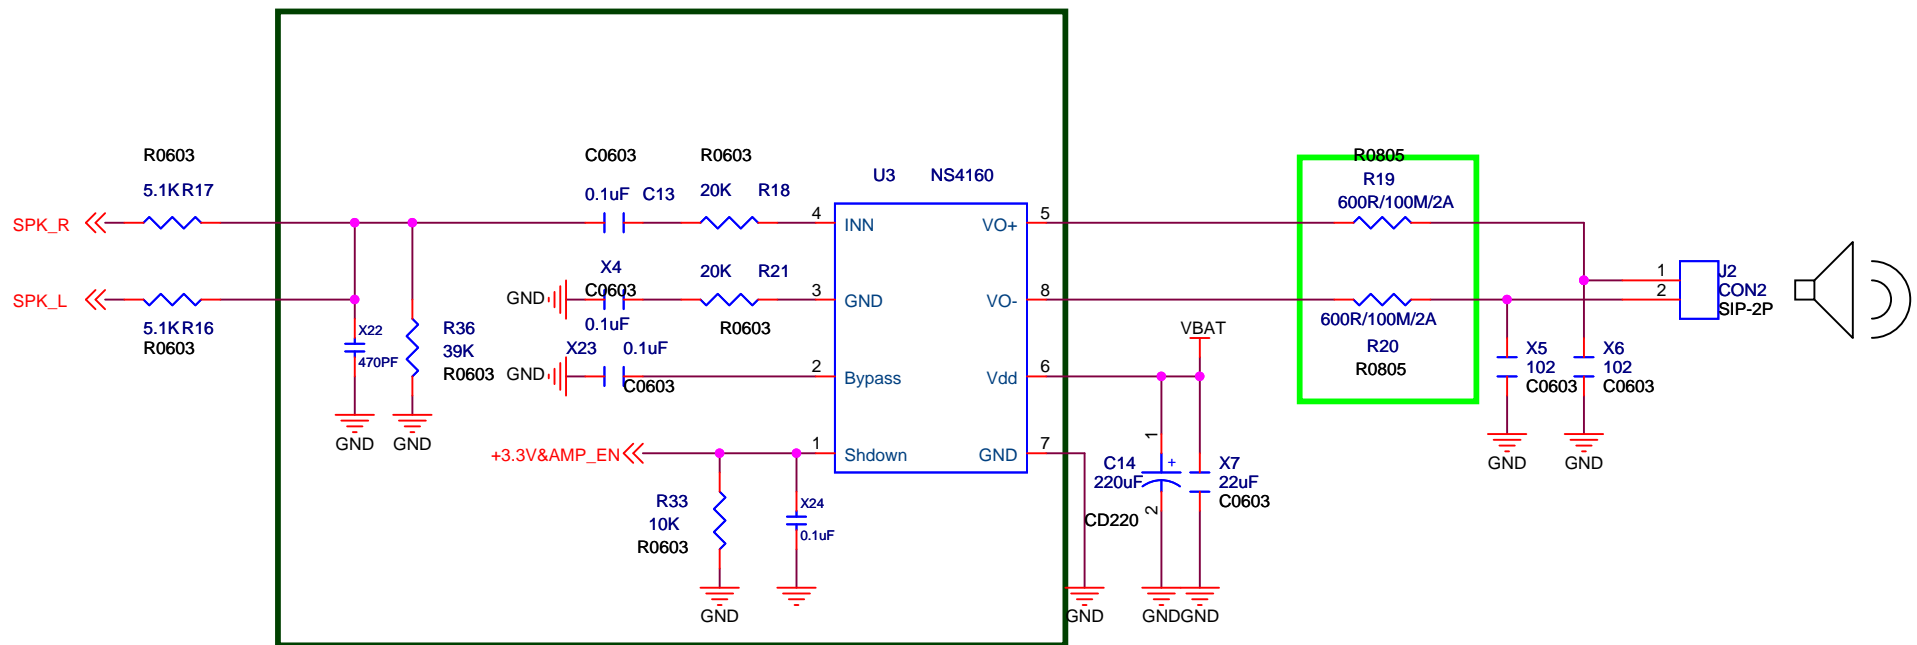 R0603
5.1K R17
SPK_R
SPK_L
5.1K R16
R0603
X22
470PF
GND
R36
39K
R0603
GND
C0603
0.1uF C13
R0603
20K R18
X4
C0603
0.1uF
GND
20K R21
R0603
X23 0.1uF
C0603
GND
+3.3V&AMP_EN
R33
10K
R0603
GND
X24
0.1uF
U3 NS4160
4 INN
3 GND
2 Bypass
1 Shdown
VO+ 5
VO- 8
Vdd 6
GND 7
GND
VBAT
1
C14 +
220uF
2
CD220
GND
X7
22uF
C0603
GND
R0805
R19
600R/100M/2A
600R/100M/2A
R20
R0805
X5
102
C0603
GND
X6
102
C0603
GND
1
2
J2
CON2
SIP-2P